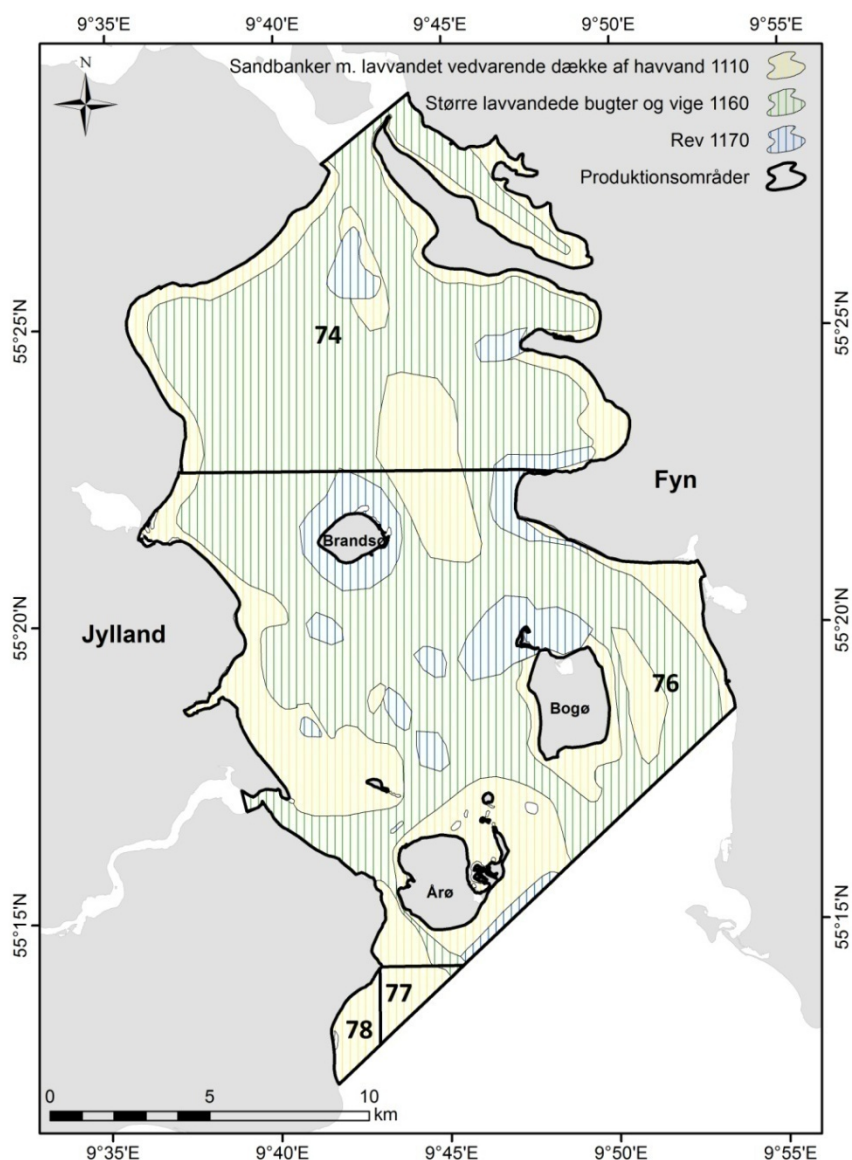 9°35'E 9°40'E 9°45'E 9°50'E 9°55'E
N
Sandbanker m. lavvandet vedvarende dække af havvand 1110
Større lavvandede bugter og vige 1160
Rev 1170
Produktionsområder
55°25'N
55°25'N
74
Fyn
Brandsø
55°20'N
55°20'N
Jylland
76
Bogø
Årø
55°15'N
55°15'N
77
78
0 5 10
km
9°35'E 9°40'E 9°45'E 9°50'E 9°55'E